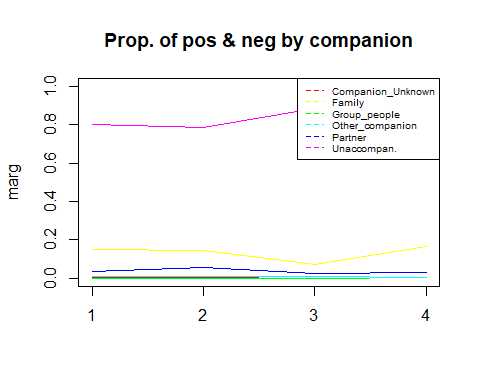 Prop. of pos & neg by companion
marg
1.0
0.8
0.6
0.4
0.2
0.0
1 2 3 4
Companion_Unknown
Family
Group_people
Other_companion
Partner
Unaccompan.